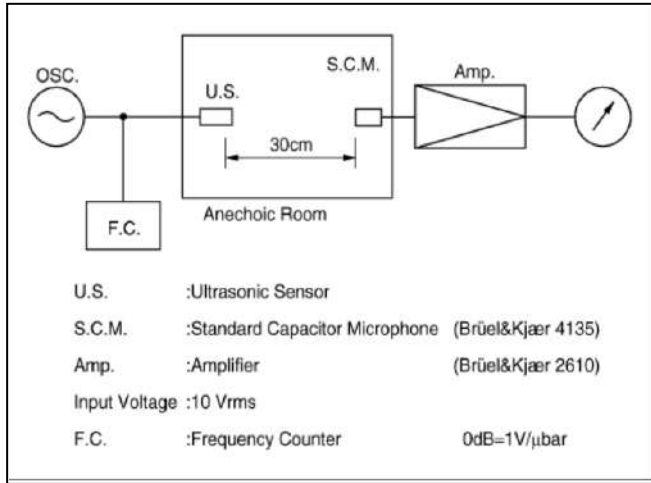 OSC.
U.S.
S.C.M.
Amp.
30cm
F.C.
Anechoic Room
U.S. :Ultrasonic Sensor
S.C.M. :Standard Capacitor Microphone (Brüel&Kjær 4135)
Amp. :Amplifier (Brüel&Kjær 2610)
Input Voltage :10 Vrms
F.C. :Frequency Counter 0dB=1V/μbar